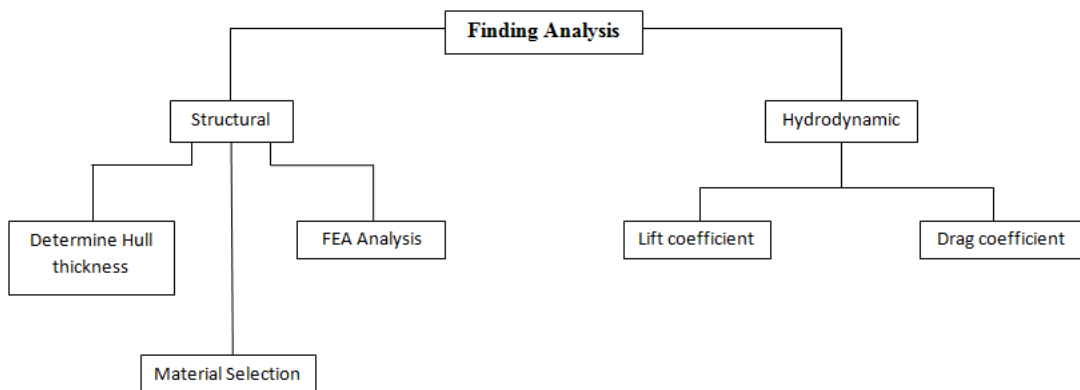 Finding Analysis
Structural
Hydrodynamic
Determine Hull
thickness
FEA Analysis
Lift coefficient
Drag coefficient
Material Selection